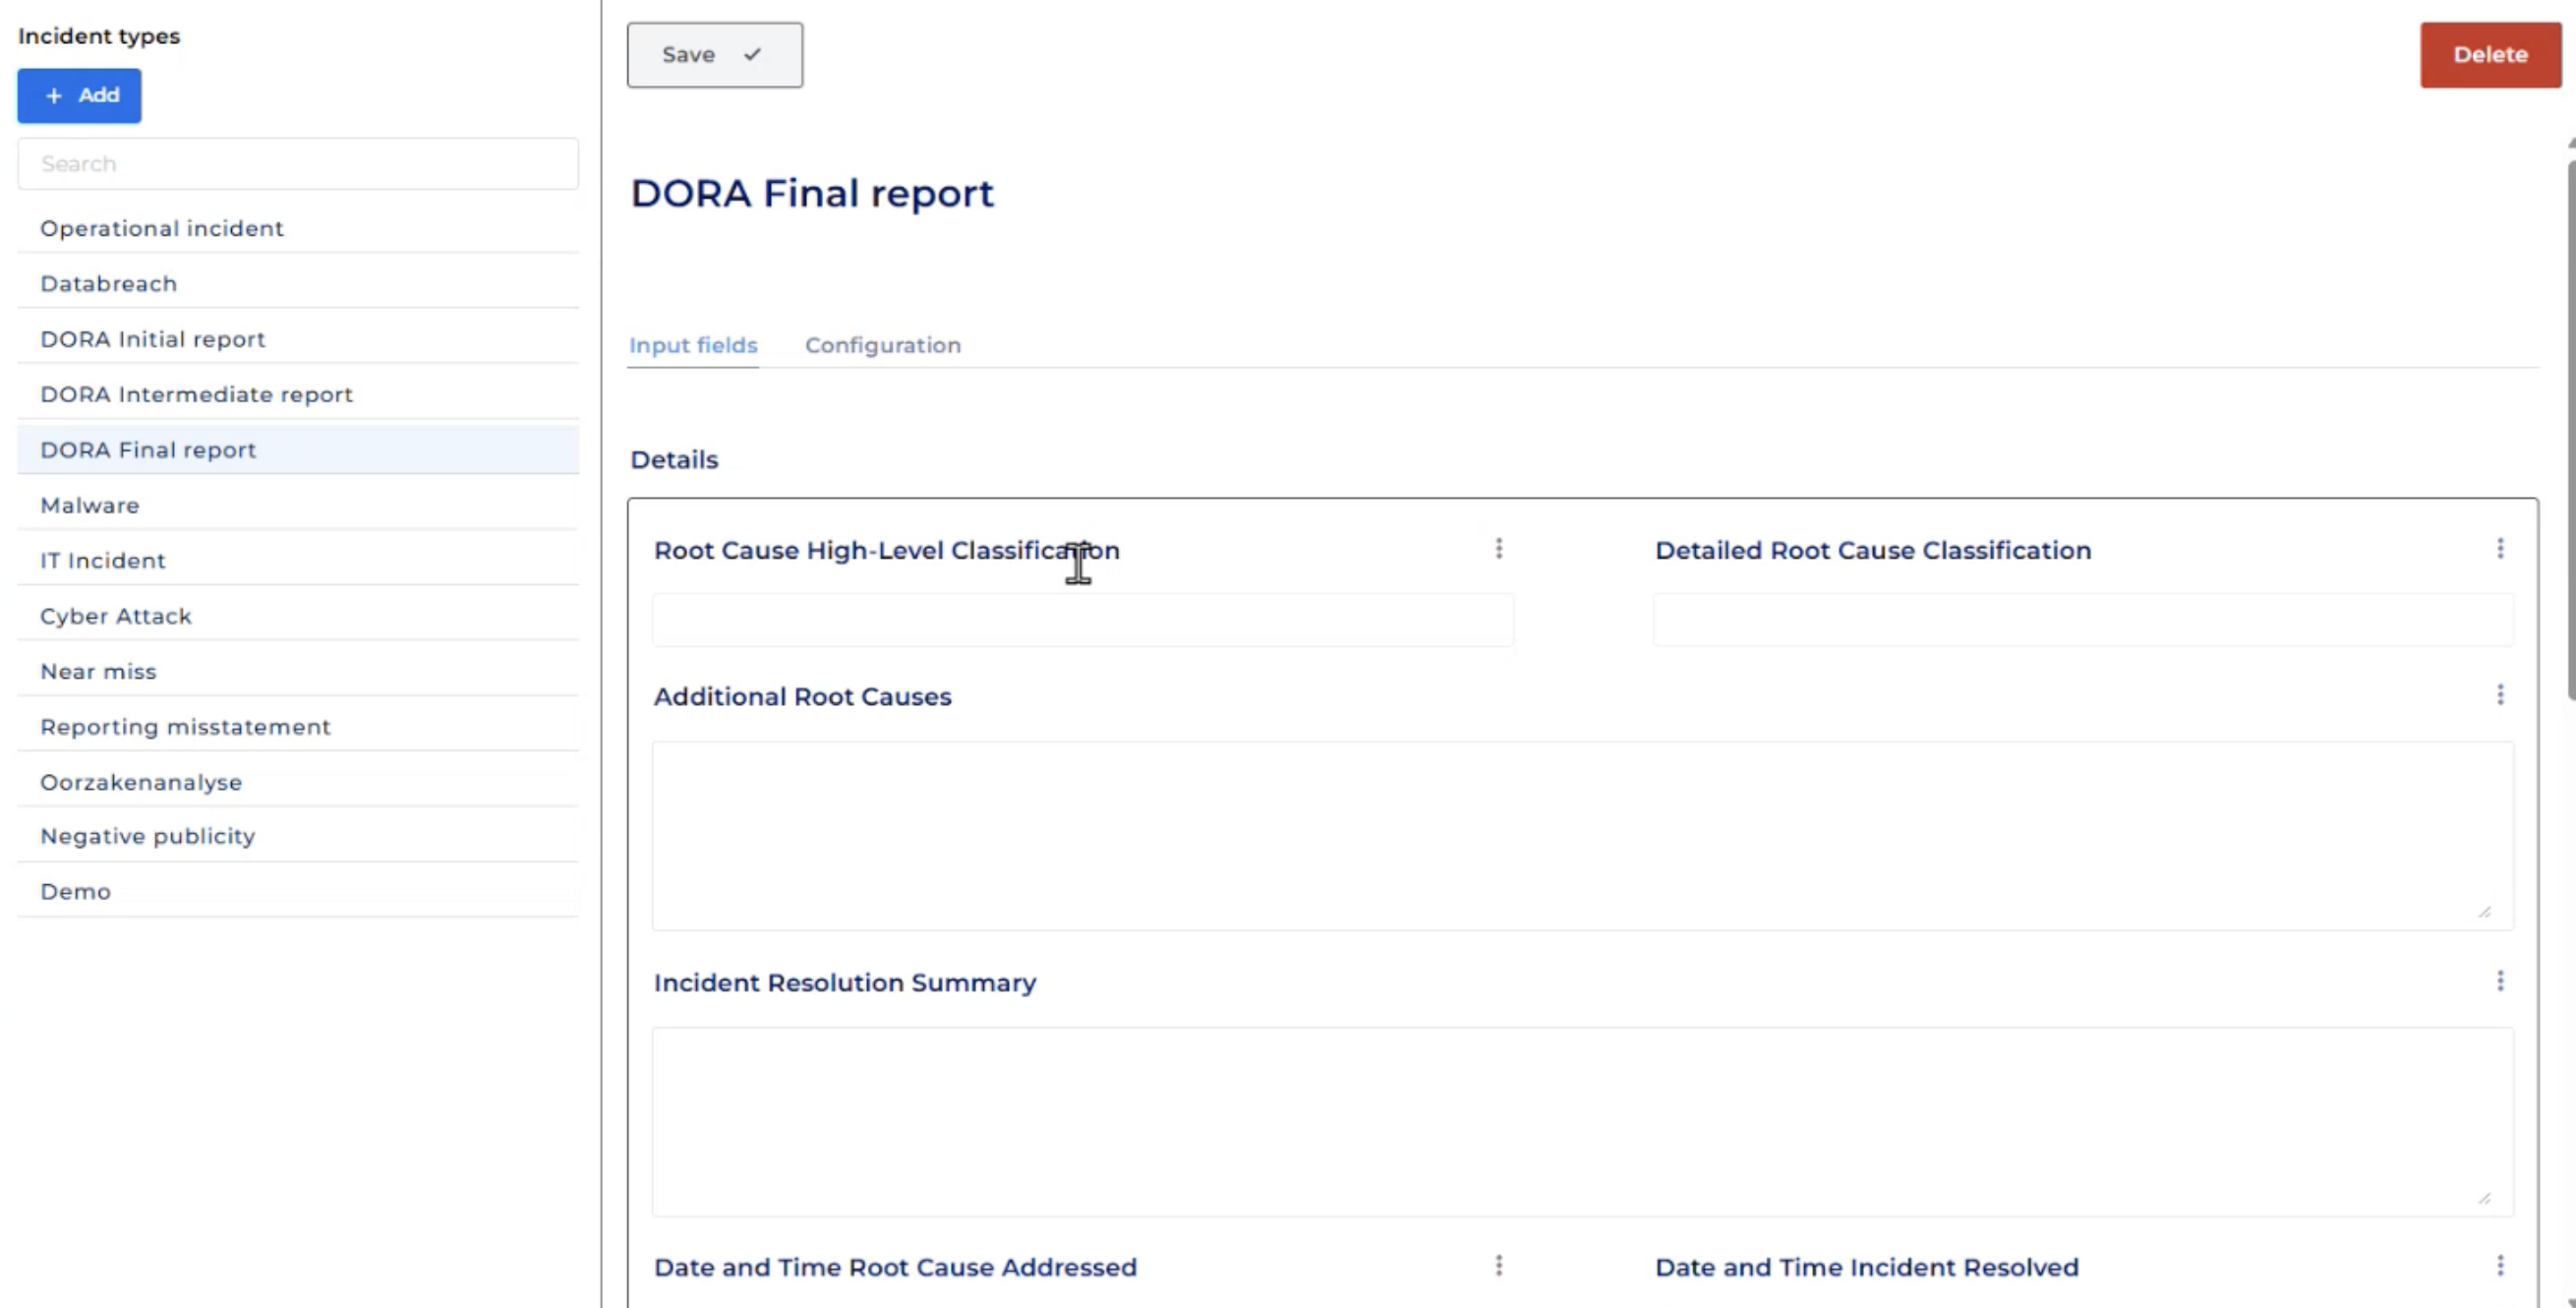 Incident types
+ Add
Search
Operational incident
Databreach
DORA Initial report
DORA Intermediate report
DORA Final report
Malware
IT Incident
Cyber Attack
Near miss
Reporting misstatement
Oorzakenanalyse
Negative publicity
Demo
Save
Delete
DORA Final report
Input fields Configuration
Details
Root Cause High-Level Classification
Detailed Root Cause Classification
Additional Root Causes
Incident Resolution Summary
Date and Time Root Cause Addressed
Date and Time Incident Resolved